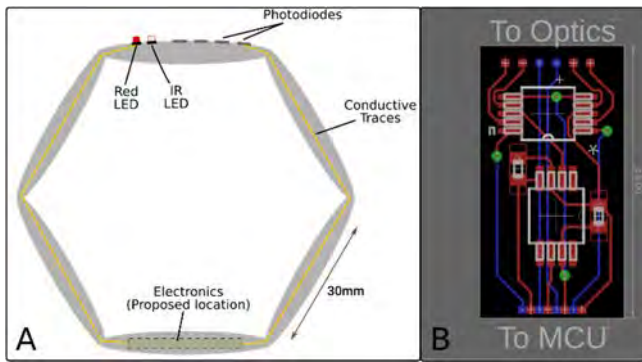 Photodiodes
Red
LED
IR
LED
Conductive
Traces
30mm
Electronics
(Proposed location)
A
To Optics
To MCU
B